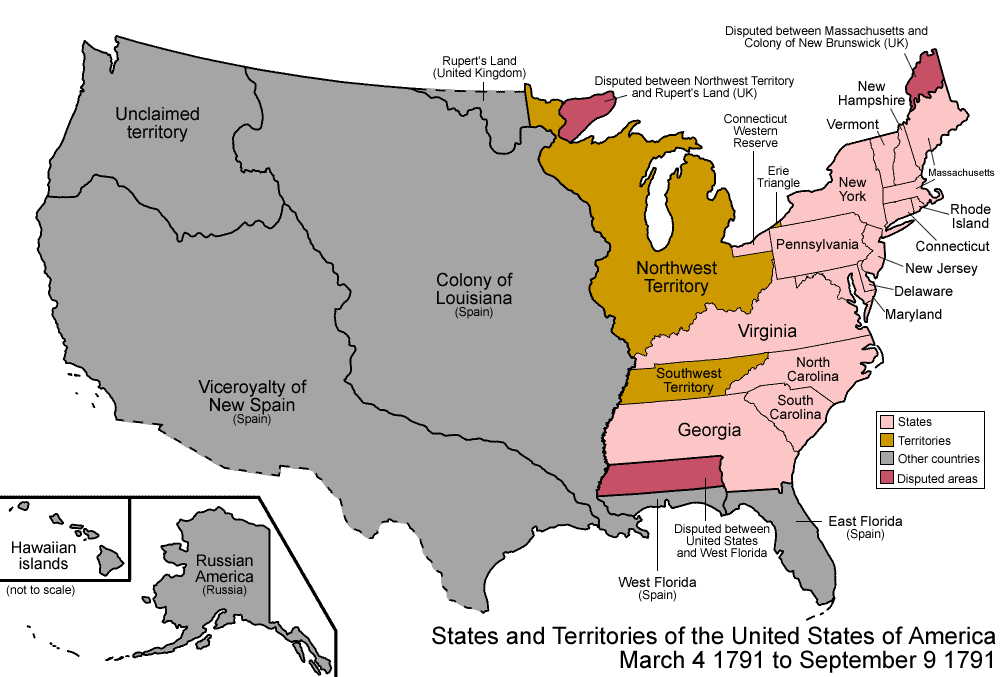 Disputed between Massachusetts and
Colony of New Brunswick (UK)
Rupert's Land
(United Kingdom)
Disputed between Northwest Territory
and Rupert's Land (UK)
New
Hampshire
Vermont
Connecticut
Western
Reserve
Erie
Triangle
Massachusetts
Unclaimed
territory
New
York
Rhode
Island
Connecticut
Pennsylvania
New Jersey
Delaware
Maryland
Northwest
Territory
Colony of
Louisiana
(Spain)
Virginia
Southwest
Territory
North
Carolina
South
Carolina
Viceroyalty of
New Spain
(Spain)
Georgia
States
Territories
Other countries
Disputed areas
East Florida
(Spain)
Disputed between
United States
and West Florida
West Florida
(Spain)
Hawaiian
islands
(not to scale)
Russian
America
(Russia)
States and Territories of the United States of America
March 4 1791 to September 9 1791